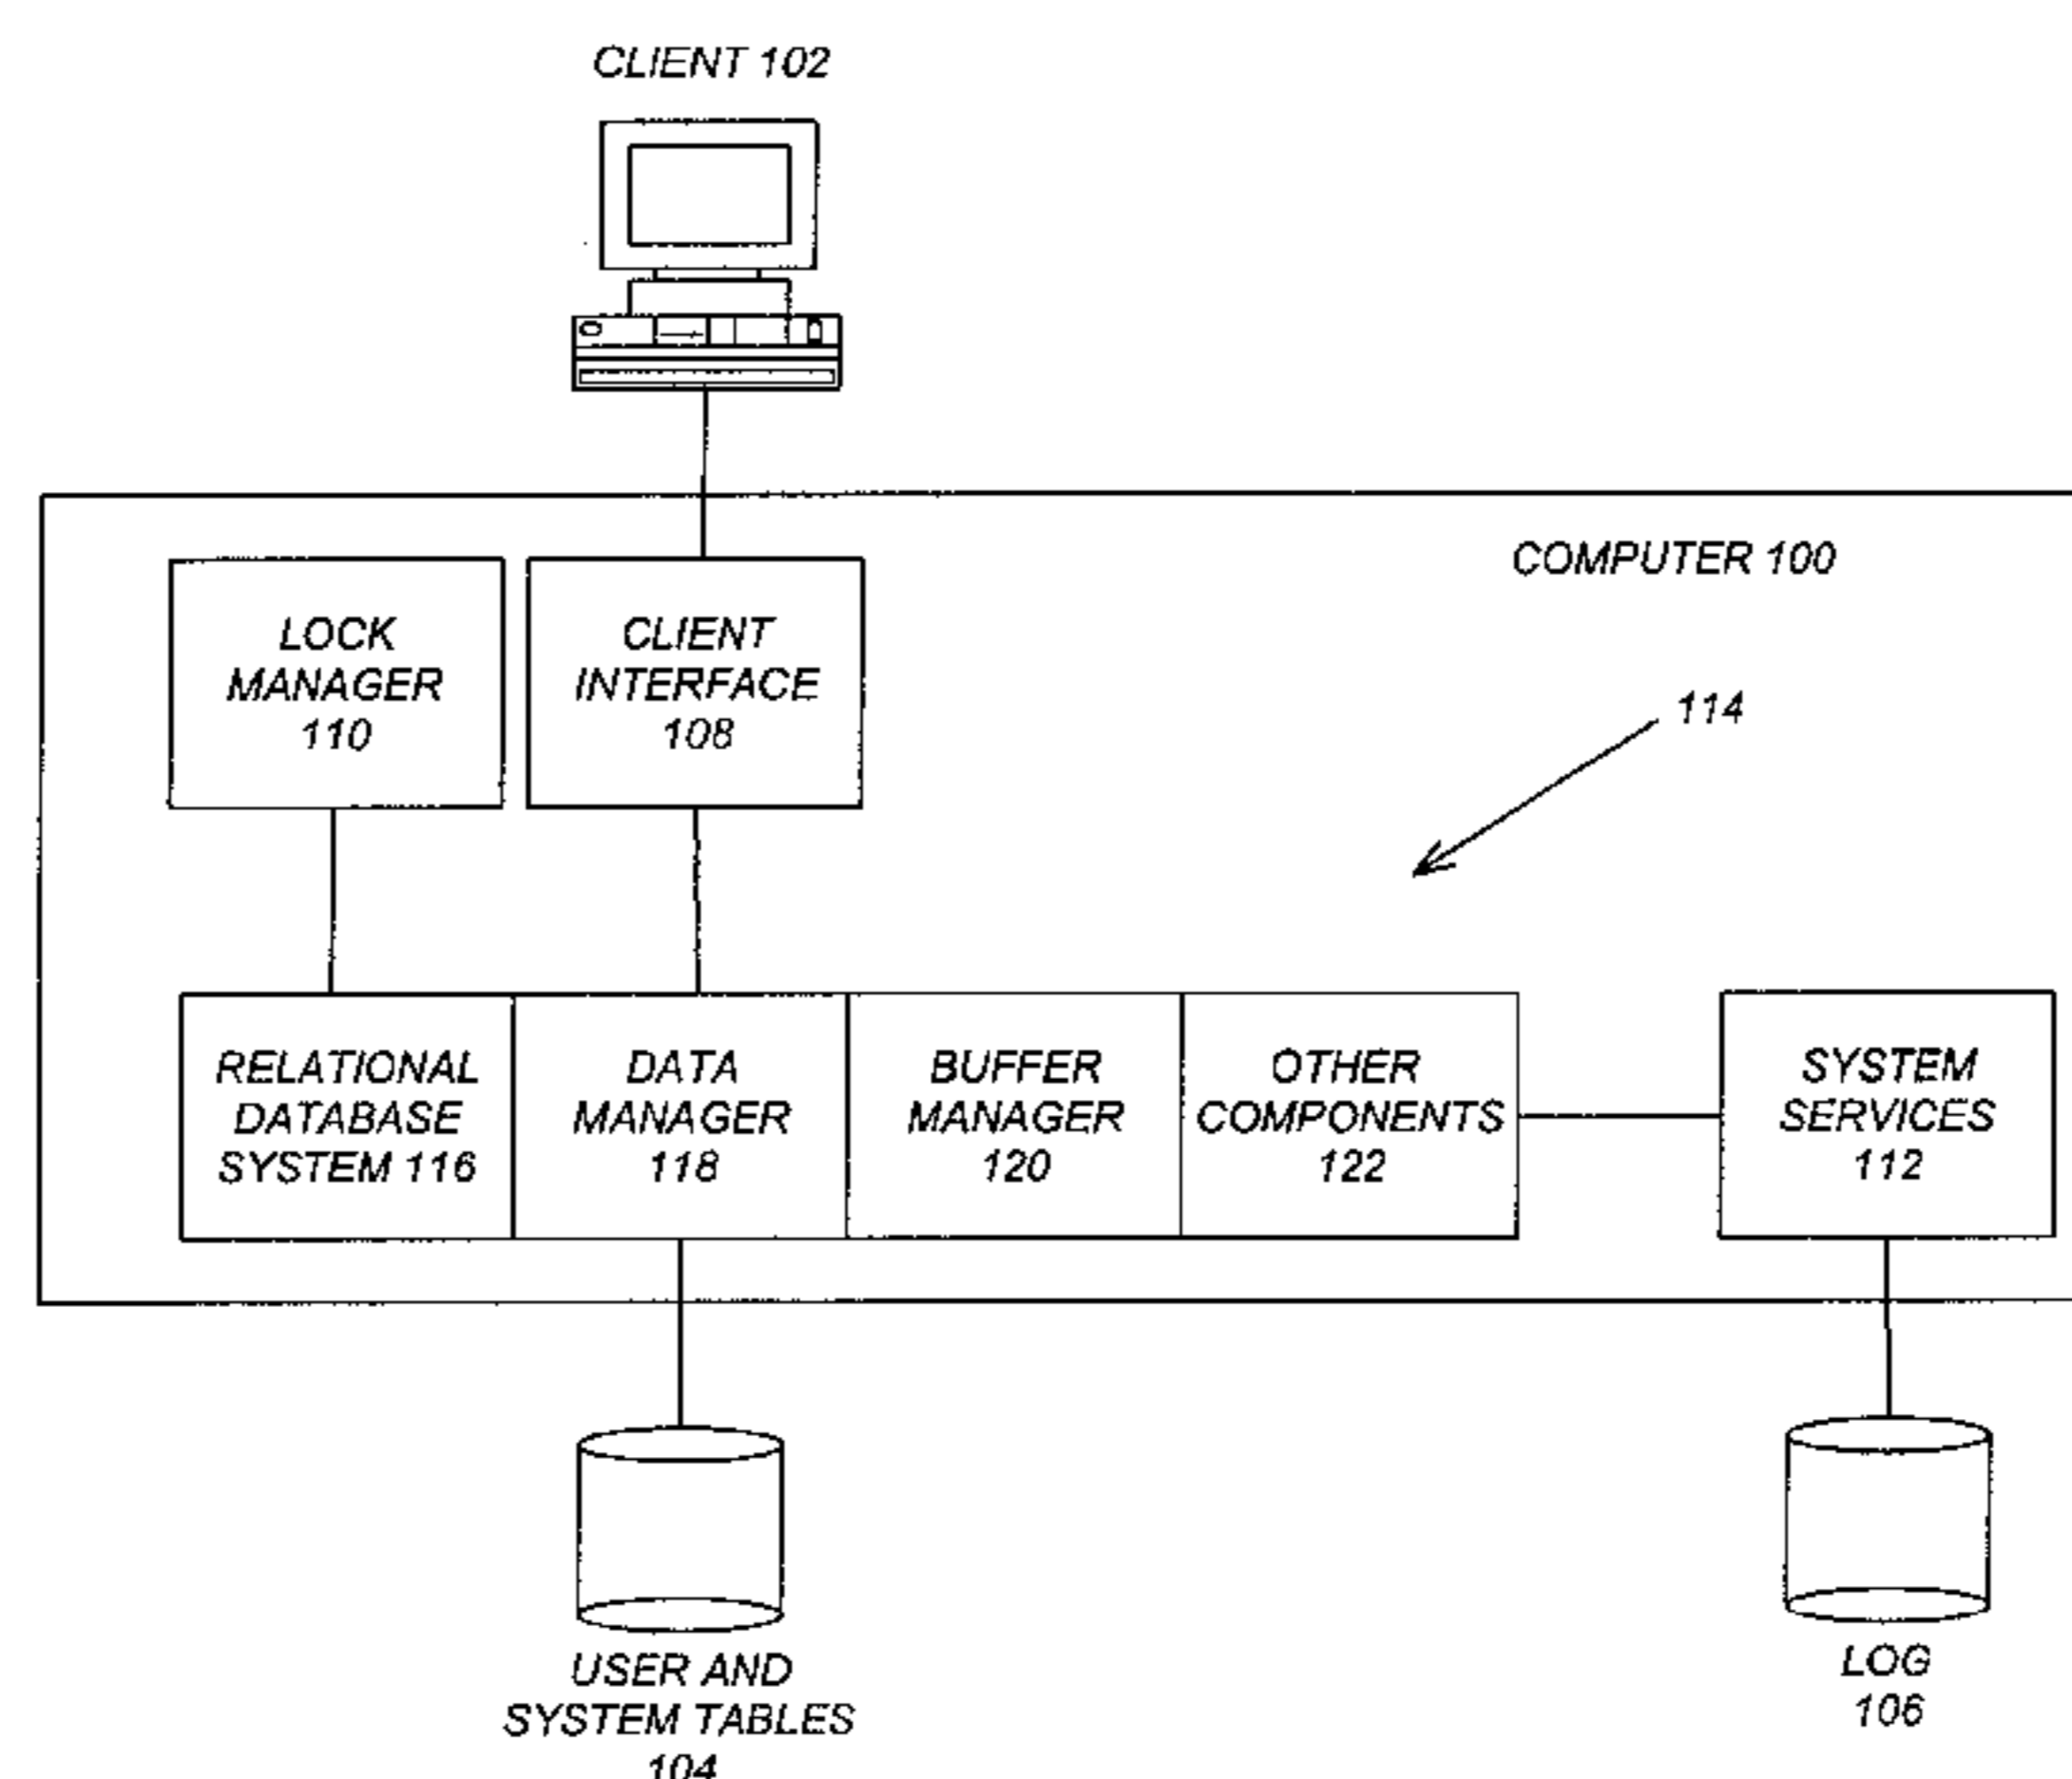 CLIENT 102
COMPUTER 100
LOCK
MANAGER
110
CLIENT
INTERFACE
108
114
RELATIONAL
DATABASE
SYSTEM 116
DATA
MANAGER
118
BUFFER
MANAGER
120
OTHER
COMPONENTS
122
SYSTEM
SERVICES
112
USER AND
SYSTEM TABLES
104
LOG
106